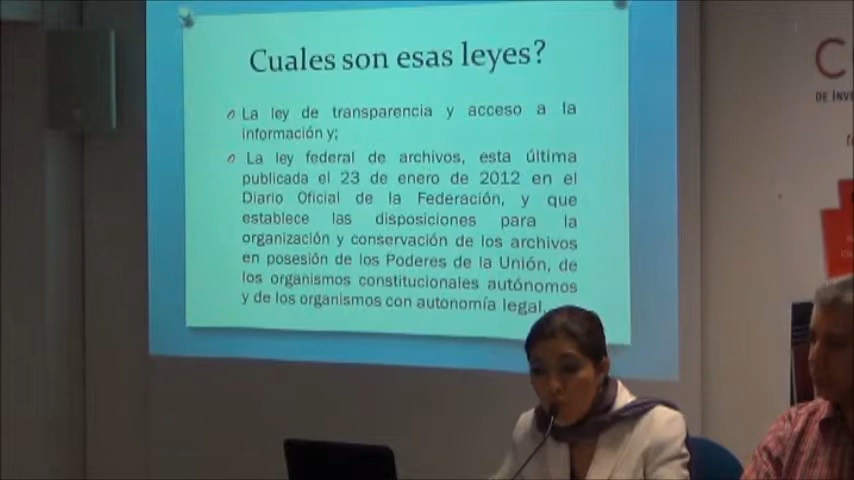 Cuales son esas leyes?
La ley de transparencia y acceso a la
información y;
La ley federal de archivos, esta última
publicada el 23 de enero de 2012 en el
Diario Oficial de la Federación, y que
establece las disposiciones para la
organización y conservación de los archivos
en posesión de los Poderes de la Unión, de
los organismos constitucionales autónomos
y de los organismos con autonomía legal.
C
DE INVE